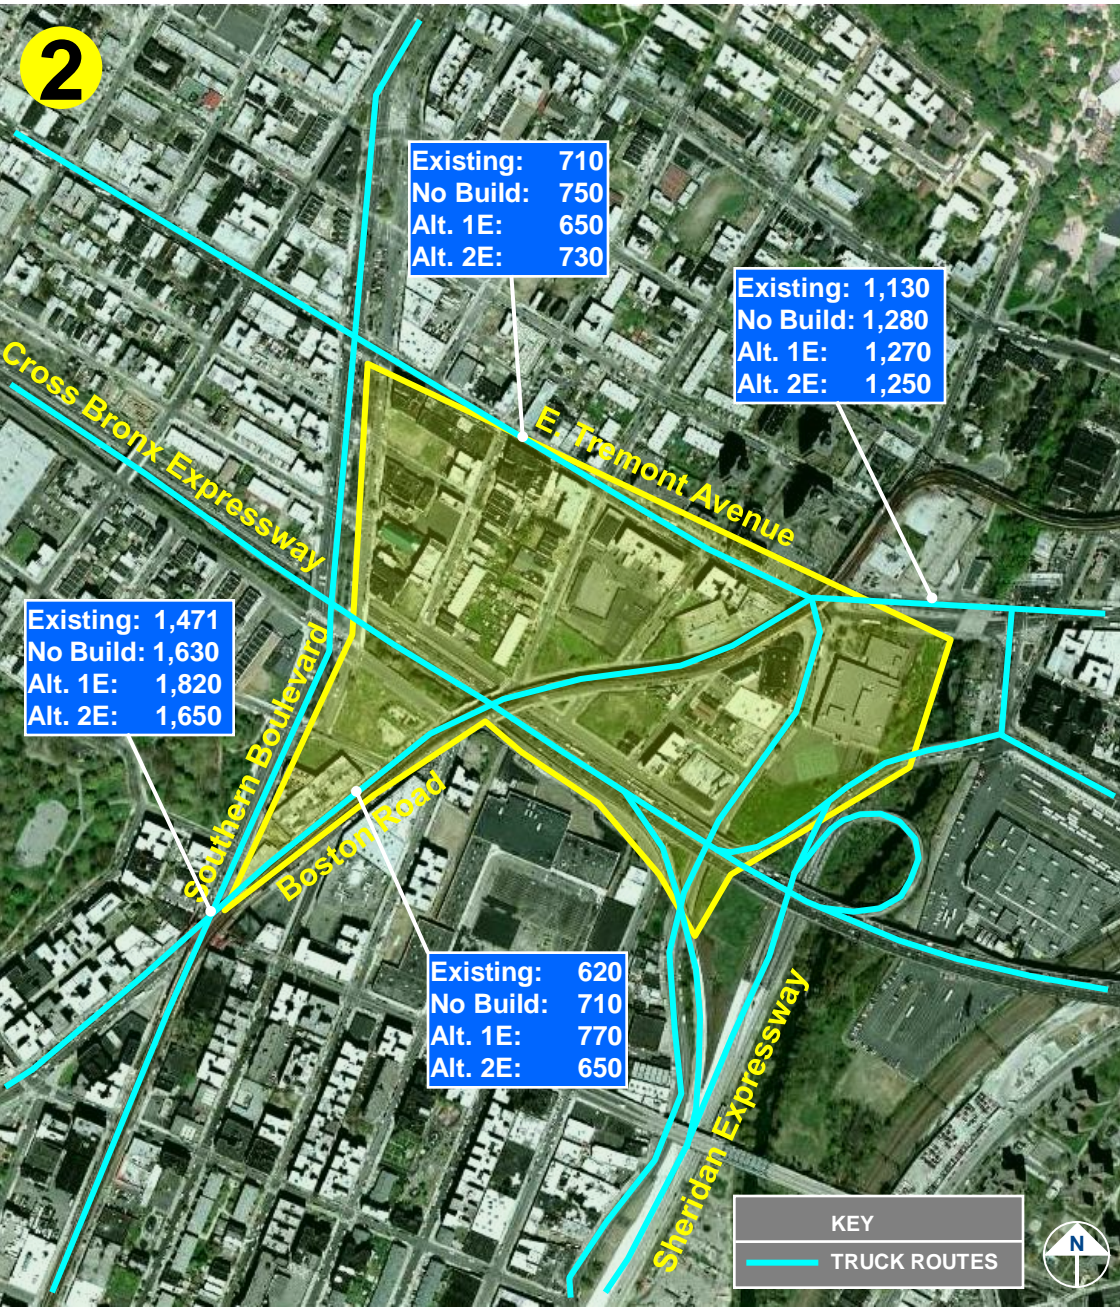 2
Existing: 710
No Build: 750
Alt. 1E: 650
Alt. 2E: 730
Existing: 1,130
No Build: 1,280
Alt. 1E: 1,270
Alt. 2E: 1,250
Cross Bronx Expressway
E. Tremont Avenue
Existing: 1,471
No Build: 1,630
Alt. 1E: 1,820
Alt. 2E: 1,650
Southern Boulevard
Boston Road
Existing: 620
No Build: 710
Alt. 1E: 770
Alt. 2E: 650
Sheridan Expressway
KEY
TRUCK ROUTES
N